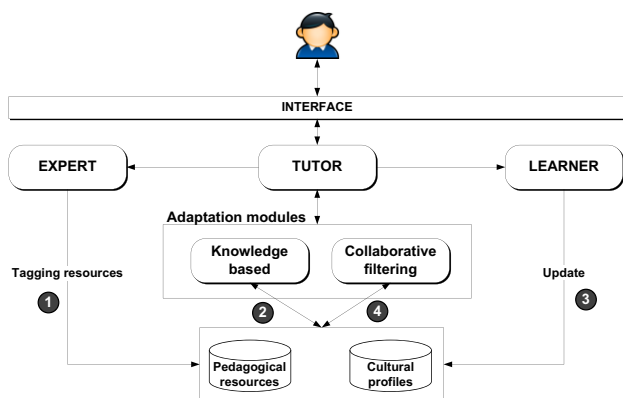 INTERFACE
EXPERT
TUTOR
LEARNER
Adaptation modules
Knowledge
based
Collaborative
filtering
Tagging resources
Update
1
2
4
3
Pedagogical
resources
Cultural
profiles